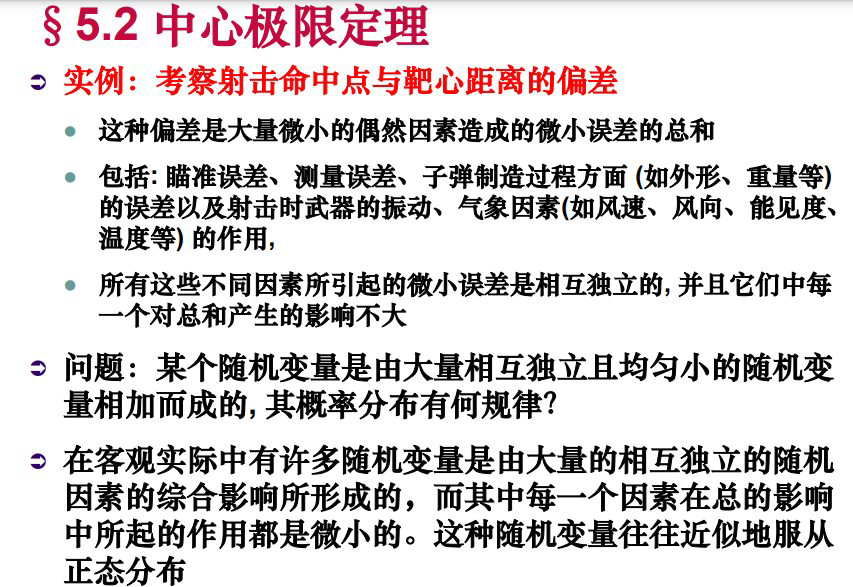 § 5.2 中心极限定理
实例：考察射击命中点与靶心距离的偏差
这种偏差是大量微小的偶然因素造成的微小误差的总和
包括: 瞄准误差、测量误差、子弹制造过程方面 (如外形、重量等)
的误差以及射击时武器的振动、气象因素(如风速、风向、能见度、
温度等) 的作用,
所有这些不同因素所引起的微小误差是相互独立的, 并且它们中每
一个对总和产生的影响不大
问题：某个随机变量是由大量相互独立且均匀小的随机变
量相加而成的, 其概率分布有何规律？
在客观实际中有许多随机变量是由大量的相互独立的随机
因素的综合影响所形成的，而其中每一个因素在总的影响
中所起的作用都是微小的。这种随机变量往往近似地服从
正态分布